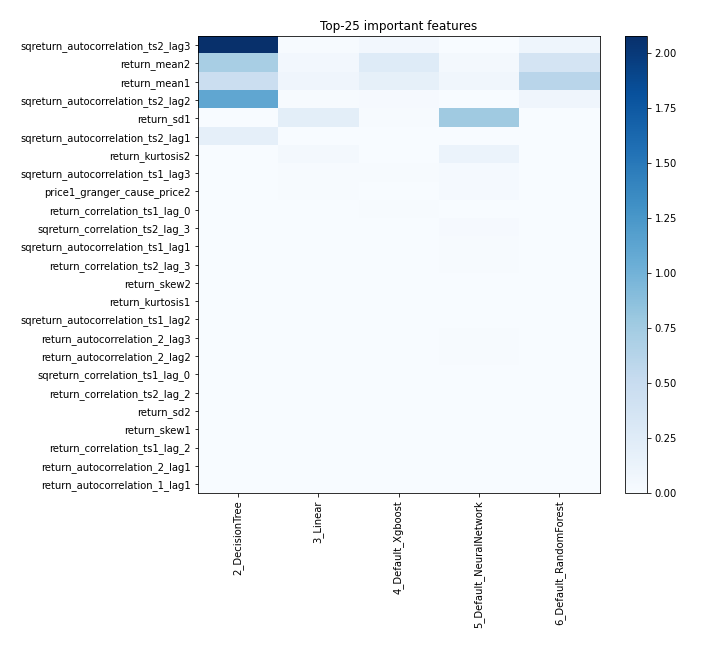 Top-25 important features
sqreturn_autocorrelation_ts2_lag3
return_mean2
return_mean1
sqreturn_autocorrelation_ts2_lag2
return_sd1
sqreturn_autocorrelation_ts2_lag1
return_kurtosis2
sqreturn_autocorrelation_ts1_lag3
price1_granger_cause_price2
return_correlation_ts1_lag_0
sqreturn_correlation_ts2_lag_3
sqreturn_autocorrelation_ts1_lag1
return_correlation_ts2_lag_3
return_skew2
return_kurtosis1
sqreturn_autocorrelation_ts1_lag2
return_autocorrelation_2_lag3
return_autocorrelation_2_lag2
sqreturn_correlation_ts1_lag_0
return_correlation_ts2_lag_2
return_sd2
return_skew1
return_correlation_ts1_lag_2
return_autocorrelation_2_lag1
return_autocorrelation_1_lag1
2_DecisionTree
3_Linear
4_Default_Xgboost
5_Default_NeuralNetwork
6_Default_RandomForest
2.00
1.75
1.50
1.25
1.00
0.75
0.50
0.25
0.00